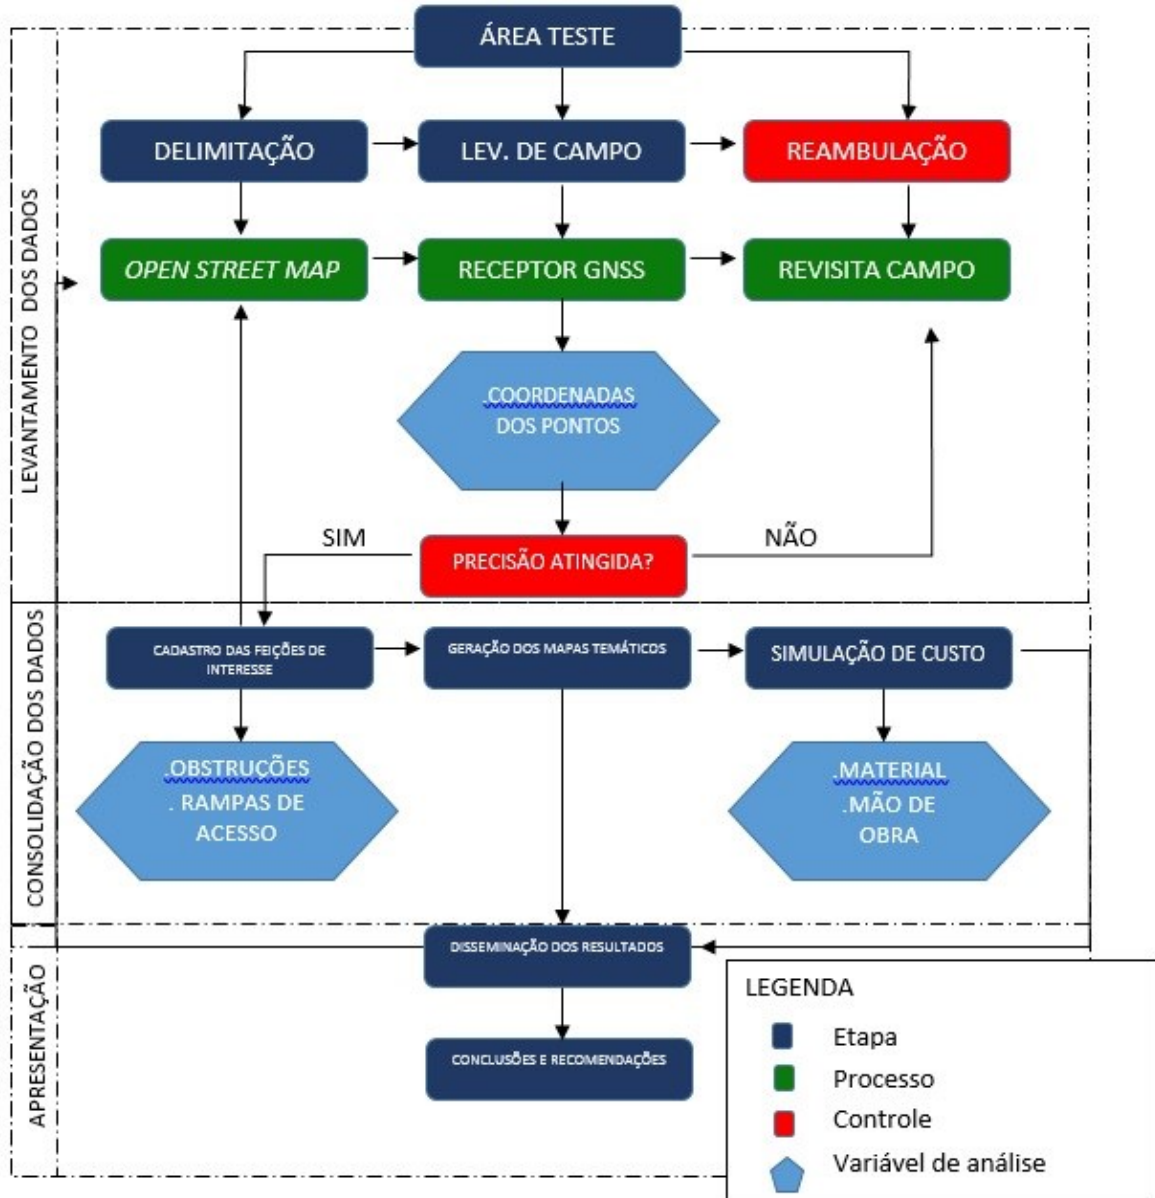 ÁREA TESTE
DELIMITAÇÃO
LEV. DE CAMPO
REAMBULAÇÃO
OPEN STREET MAP
RECEPTOR GNSS
REVISITA CAMPO
.COORDENADAS
DOS PONTOS
SIM
NÃO
PRECISÃO ATINGIDA?
LEVANTAMENTO DOS DADOS
CADASTRO DAS FEIÇÕES DE
INTERESSE
GERAÇÃO DOS MAPAS TEMÁTICOS
SIMULAÇÃO DE CUSTO
.OBSTRUÇÕES
. RAMPAS DE
ACESSO
.MATERIAL
.MÃO DE
OBRA
CONSOLIDAÇÃO DOS DADOS
DISSEMINAÇÃO DOS RESULTADOS
CONCLUSÕES E RECOMENDAÇÕES
APRESENTAÇÃO
LEGENDA
Etapa
Processo
Controle
Variável de análise